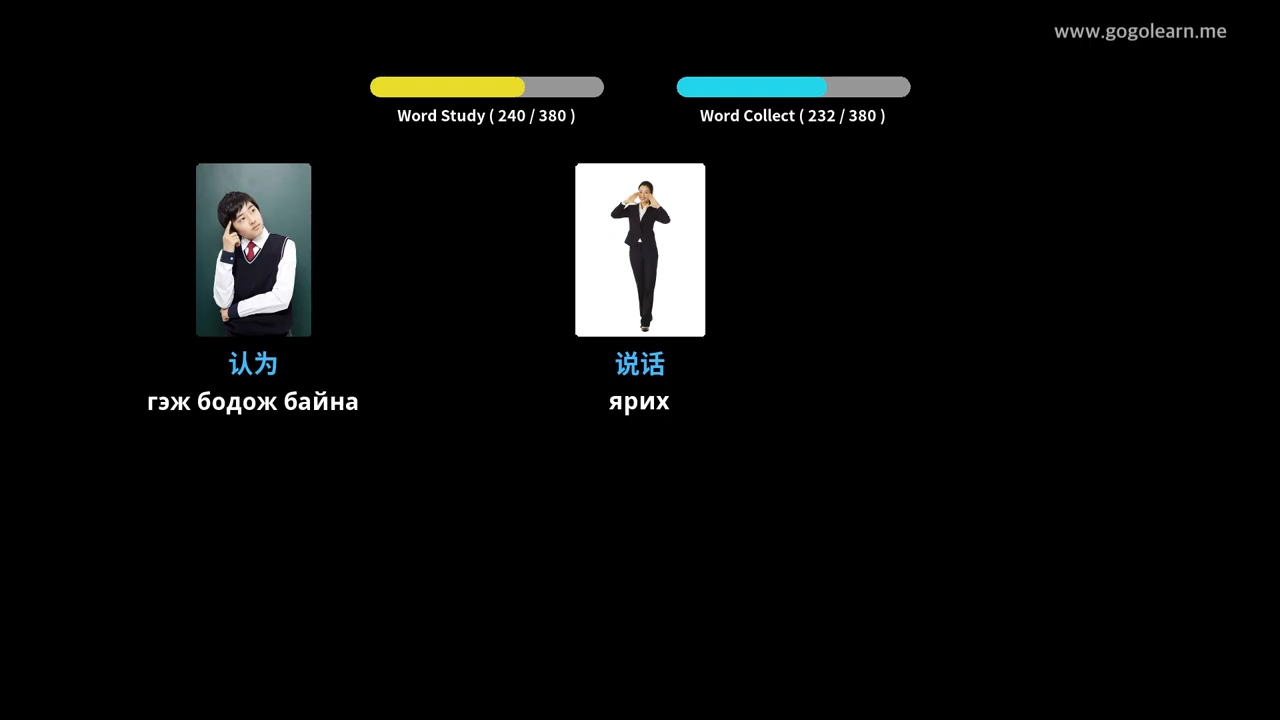 www.gogolearn.me
Word Study ( 240 / 380 )
Word Collect ( 232 / 380 )
认为
гэж бодож байна
说话
ярих